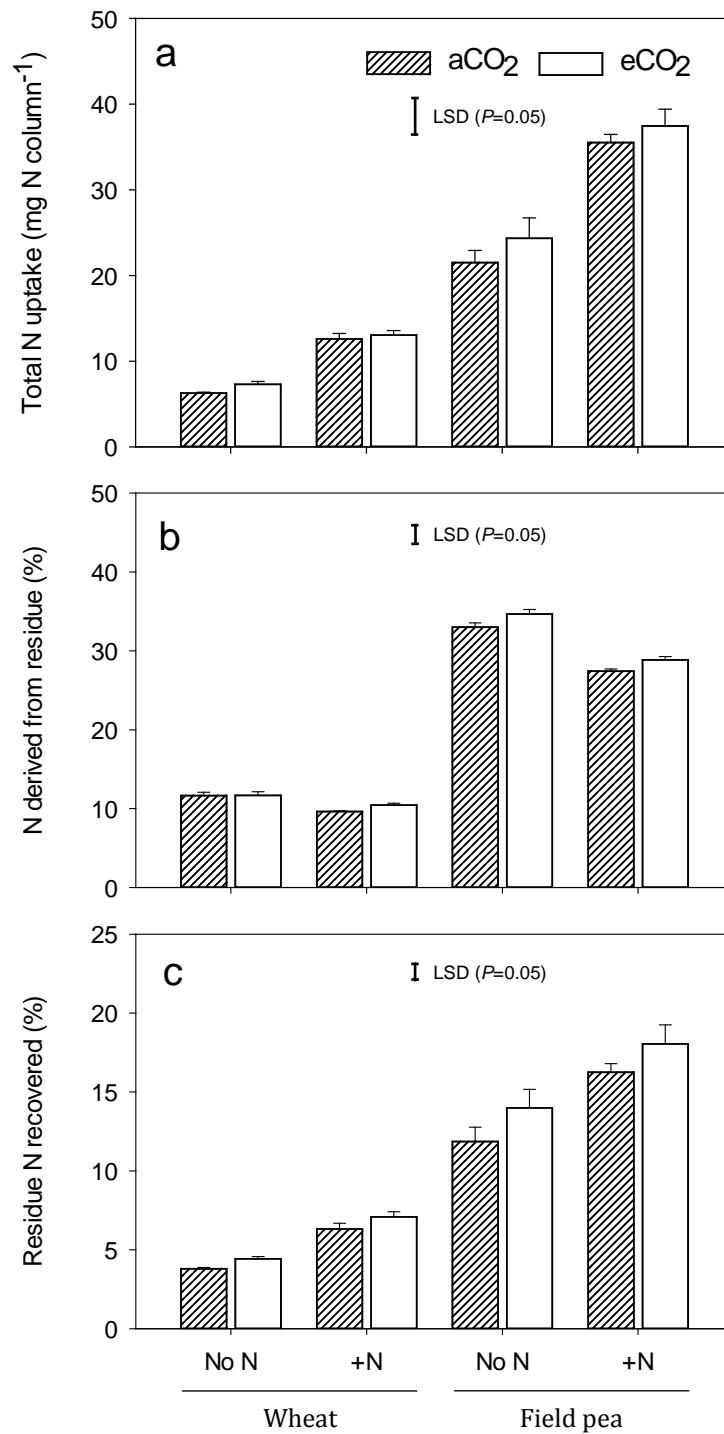 a
aCO₂ eCO₂
LSD (P=0.05)
Total N uptake (mg N column⁻¹)
50
40
30
20
10
0
b
LSD (P=0.05)
N derived from residue (%)
50
40
30
20
10
0
c
LSD (P=0.05)
Residue N recovered (%)
25
20
15
10
5
0
No N +N No N +N
Wheat Field pea